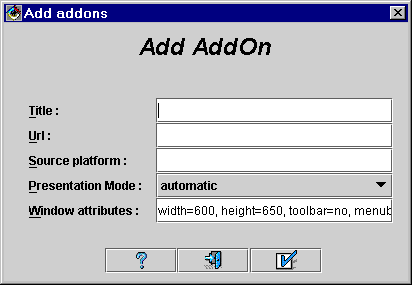 Add addons
Add AddOn
Title :
Url :
Source platform :
Presentation Mode : automatic
Window attributes : width=600, height=650, toolbar=no, menub